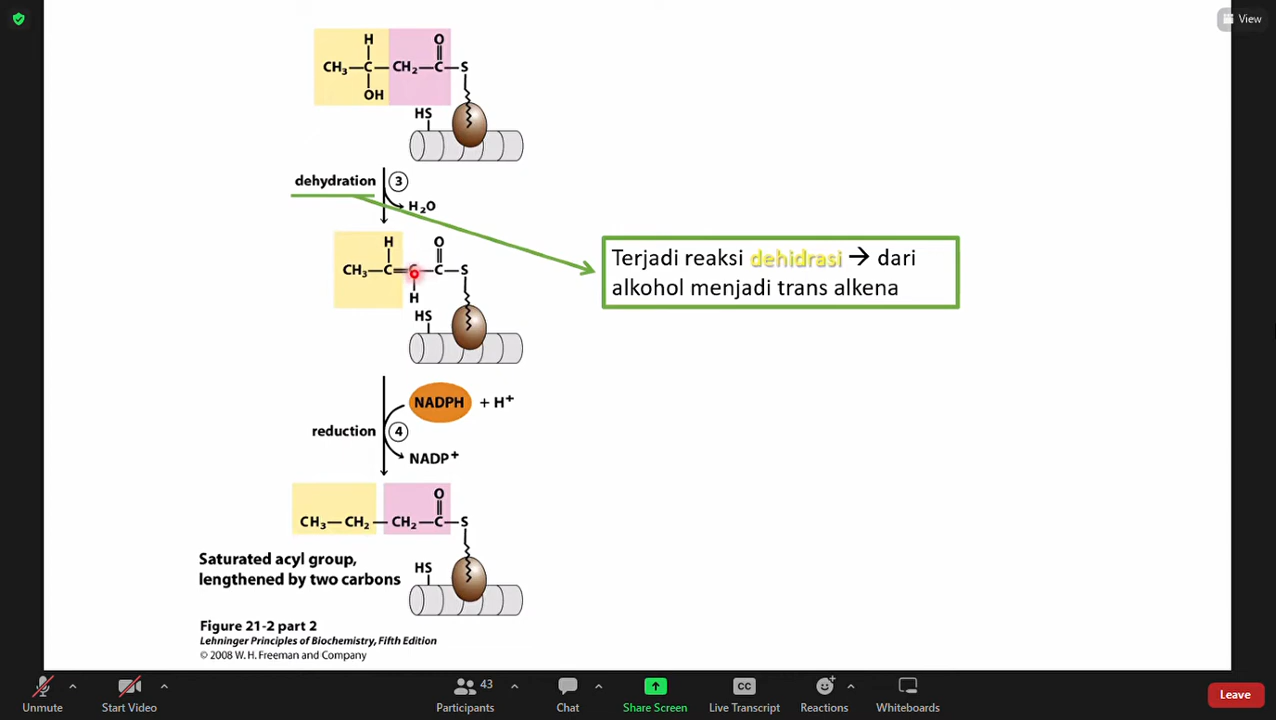 View
H O
CH₃—C—CH₂—C—S
OH
HS
dehydration 3
H₂O
H O
CH₃—C=C—C—S
H
HS
Terjadi reaksi dehidrasi → dari
alkohol menjadi trans alkena
NADPH + H⁺
reduction 4
NADP⁺
O
CH₃—CH₂—CH₂—C—S
HS
Saturated acyl group,
lengthened by two carbons
Figure 21-2 part 2
Lehninger Principles of Biochemistry, Fifth Edition
© 2008 W. H. Freeman and Company
43
CC
Unmute Start Video Participants Chat Share Screen Live Transcript Reactions Whiteboards Leave